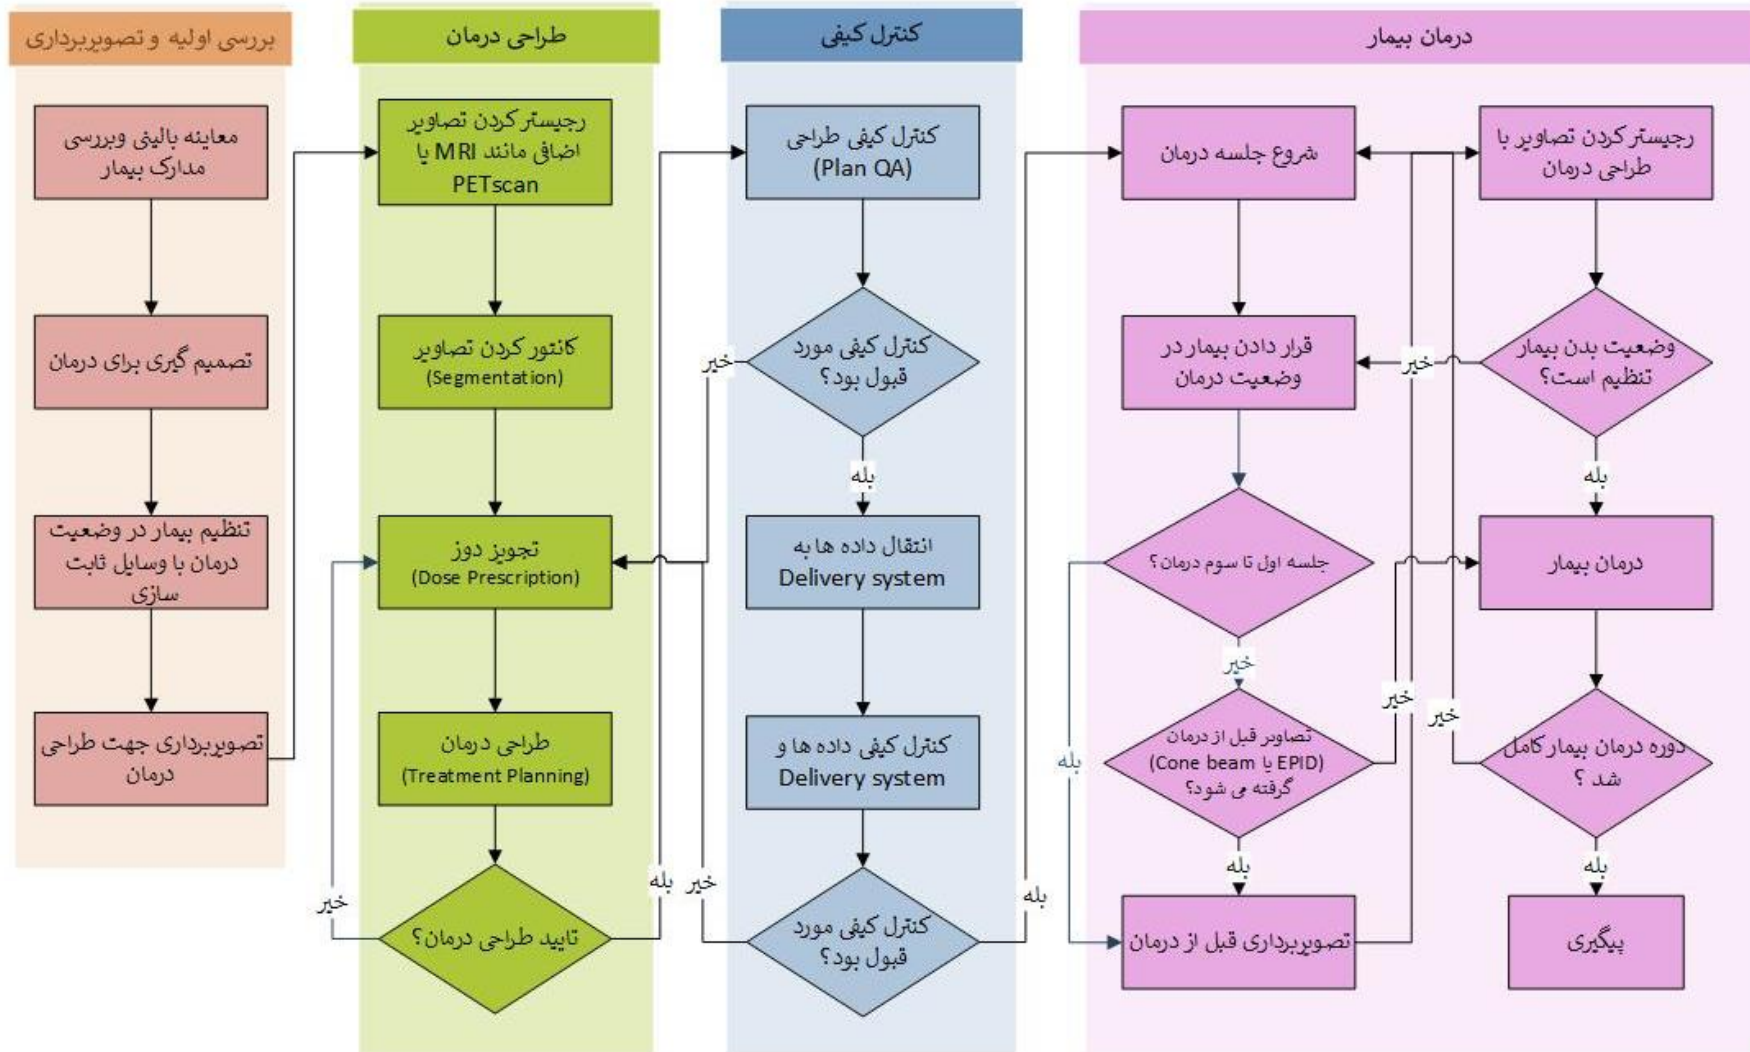 بررسی اولیه و تصویربرداری
معاینه بالینی وبررسی
مدارک بیمار
تصمیم گیری برای درمان
تنظیم بیمار در وضعیت
درمان با وسایل ثابت
سازی
تصویربرداری جهت طراحی
درمان
طراحی درمان
رجیستر کردن تصاویر
اضافی مانند MRI یا
PETscan
کانتور کردن تصاویر
(Segmentation)
تجویز دوز
(Dose Prescription)
طراحی درمان
(Treatment Planning)
تایید طراحی درمان؟
خیر
بله
کنترل کیفی
کنترل کیفی طراحی
(Plan QA)
کنترل کیفی مورد
قبول بود؟
خیر
بله
انتقال داده ها به
Delivery system
کنترل کیفی داده ها و
Delivery system
کنترل کیفی مورد
قبول بود؟
خیر
بله
درمان بیمار
شروع جلسه درمان
قرار دادن بیمار در
وضعیت درمان
جلسه اول تا سوم درمان؟
بله
خیر
تصاویر قبل از درمان
(Cone beam یا EPID)
گرفته می شود؟
خیر
بله
تصویربرداری قبل از درمان
رجیستر کردن تصاویر با
طراحی درمان
وضعیت بدن بیمار
تنظیم است؟
خیر
بله
درمان بیمار
دوره درمان بیمار کامل
شد ؟
خیر
بله
پیگیری